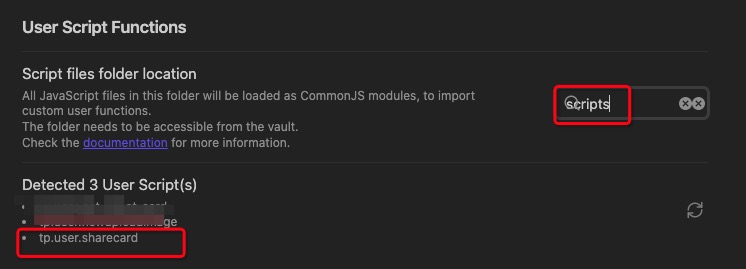 User Script Functions
Script files folder location
All JavaScript files in this folder will be loaded as CommonJS modules, to import
custom user functions.
The folder needs to be accessible from the vault.
Check the documentation for more information.
scripts
Detected 3 User Script(s)
tp.user.sharecard